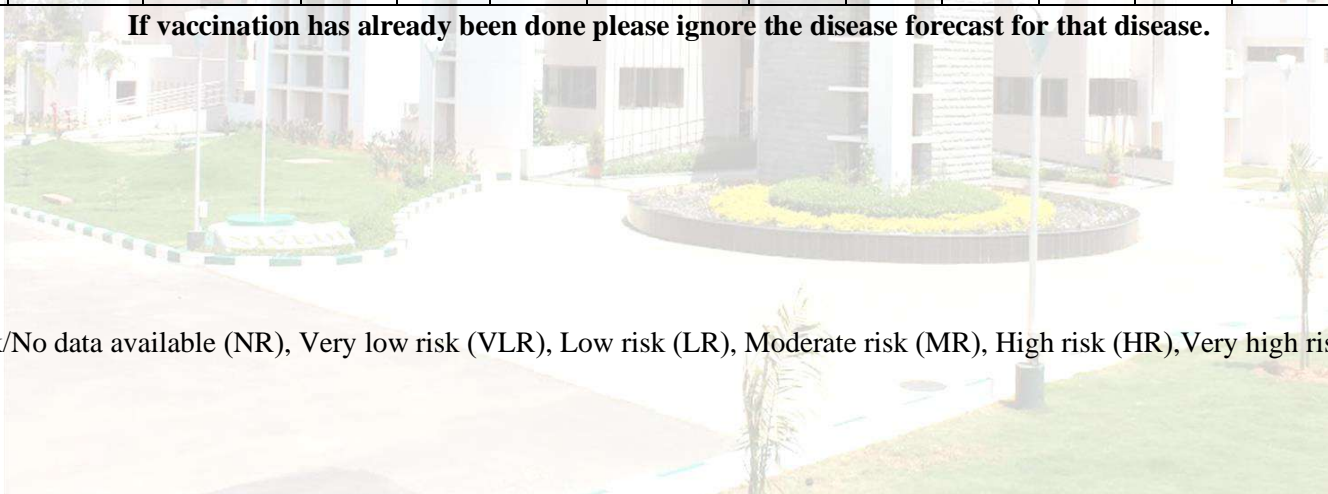 If vaccination has already been done please ignore the disease forecast for that disease.
NIVEDI
/No data available (NR), Very low risk (VLR), Low risk (LR), Moderate risk (MR), High risk (HR),Very high